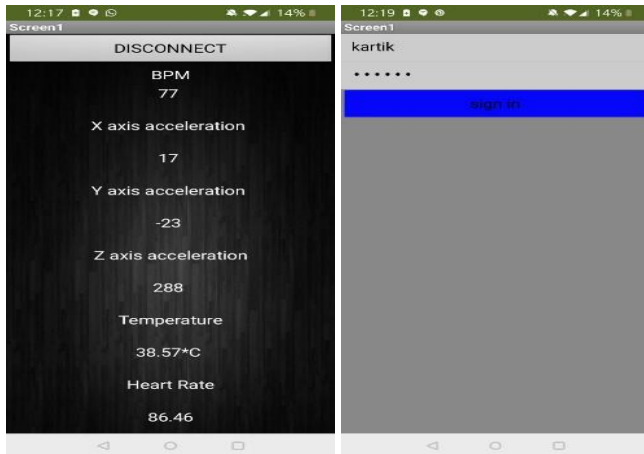 12:17 14%
Screen1
DISCONNECT
BPM
77
X axis acceleration
17
Y axis acceleration
-23
Z axis acceleration
288
Temperature
38.57*C
Heart Rate
86.46
12:19 14%
Screen1
kartik
••••••
sign in